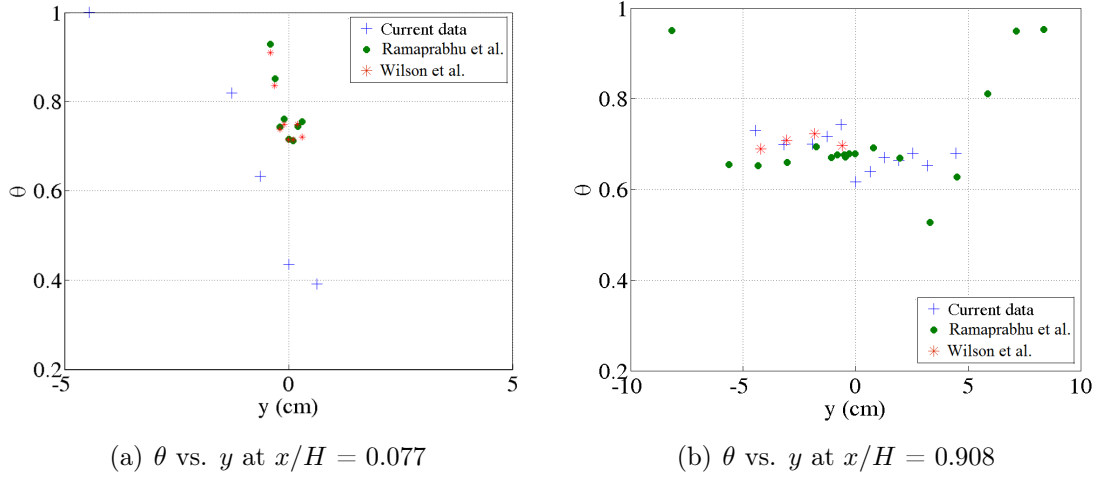 1
0.8
0.6
0.4
0.2
θ
-5
0
5
y (cm)
Current data
Ramaprabhu et al.
Wilson et al.
(a) θ vs. y at x/H = 0.077
1
0.8
0.6
0.4
0.2
θ
-10
-5
0
5
10
y (cm)
Current data
Ramaprabhu et al.
Wilson et al.
(b) θ vs. y at x/H = 0.908